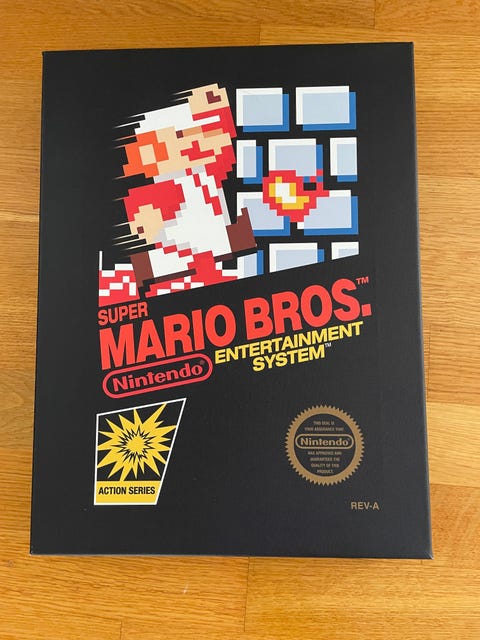 SUPER
MARIO BROS.™
Nintendo®
ENTERTAINMENT
SYSTEM™
ACTION SERIES
THIS SEAL IS
YOUR ASSURANCE THAT
Nintendo®
HAS APPROVED AND
GUARANTEED THE
QUALITY OF THIS
PRODUCT.
REV-A